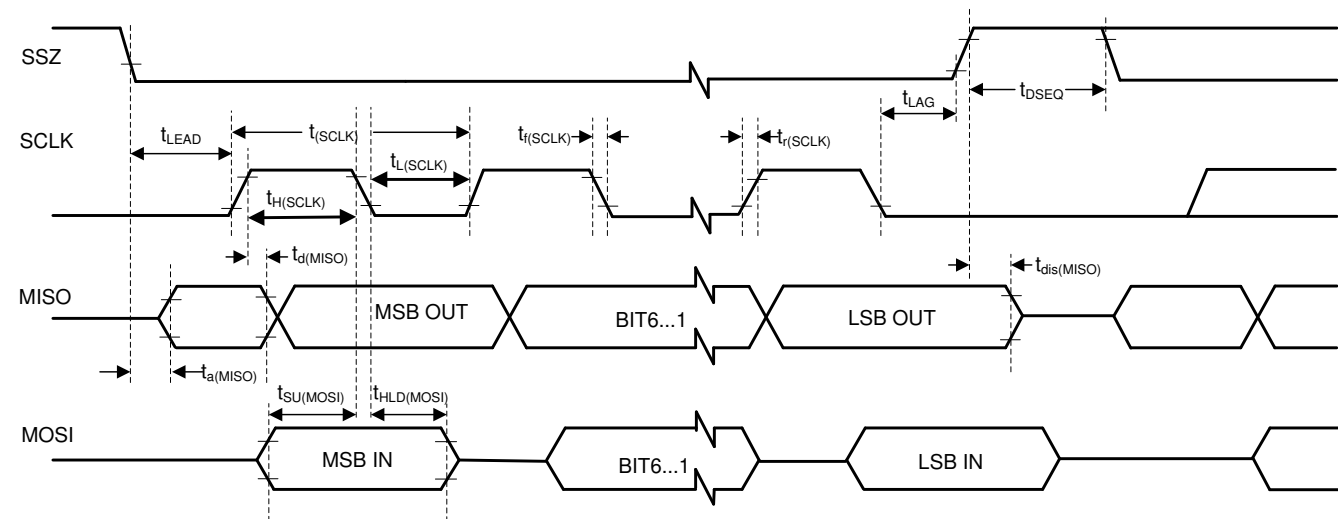 SSZ
tLAG
tDSEQ
SCLK
tLEAD
t(SCLK)
tf(SCLK)
tr(SCLK)
tL(SCLK)
tH(SCLK)
td(MISO)
tdis(MISO)
MISO
MSB OUT
BIT6...1
LSB OUT
ta(MISO)
tSU(MOSI)
tHLD(MOSI)
MOSI
MSB IN
BIT6...1
LSB IN